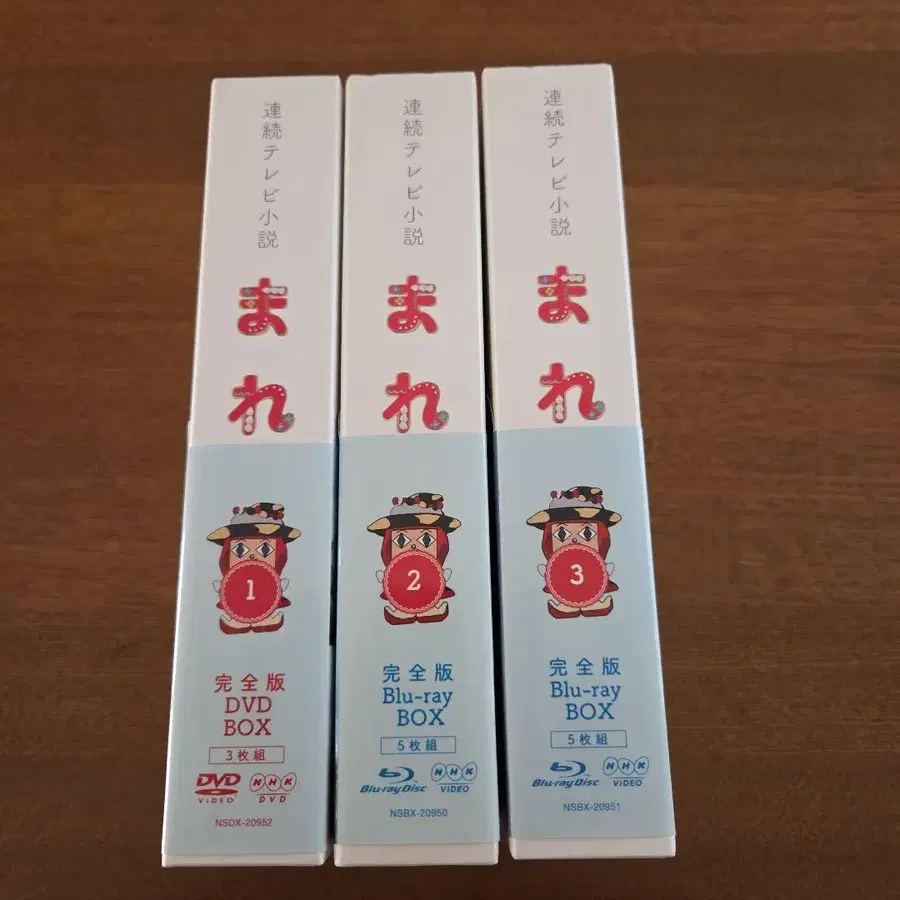 連続テレビ小説
まれ
1
完全版
DVD
BOX
3枚組
DVD
VIDEO
NHK
DVD
NSDX-20952
連続テレビ小説
まれ
2
完全版
Blu-ray
BOX
5枚組
Blu-ray Disc
NHK
VIDEO
NSBX-20950
連続テレビ小説
まれ
3
完全版
Blu-ray
BOX
5枚組
Blu-ray Disc
NHK
VIDEO
NSBX-20951